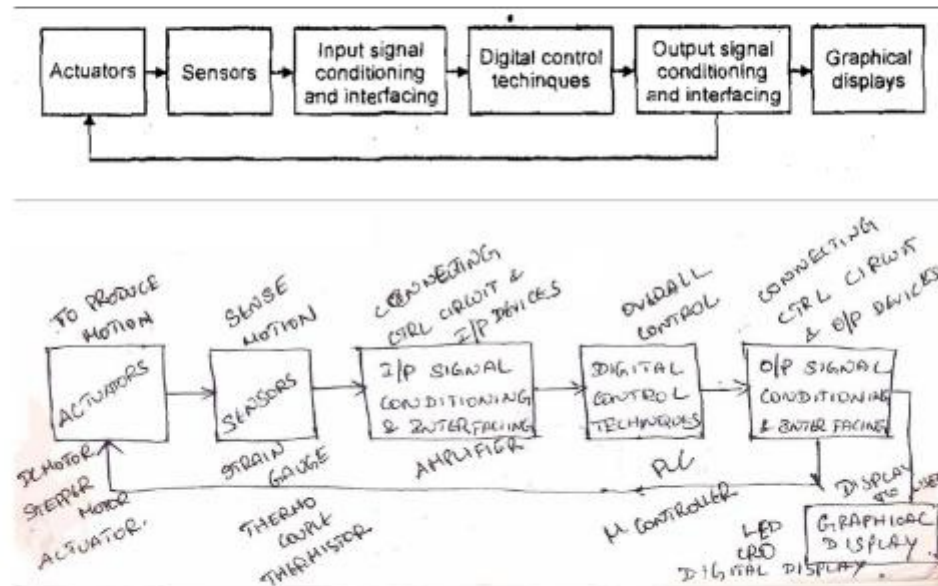 Actuators
Sensors
Input signal
conditioning
and interfacing
Digital control
techinques
Output signal
conditioning
and interfacing
Graphical
displays
TO PRODUCE
MOTION
SENSE
MOTION
CONNECTING
CTRL CIRCUIT &
I/P DEVICES
OVERALL
CONTROL
CONNECTING
CTRL CIRCUIT
& O/P DEVICES
ACTUATORS
SENSORS
I/P SIGNAL
CONDITIONING
& INTERFACING
DIGITAL
CONTROL
TECHNIQUES
O/P SIGNAL
CONDITIONING
& INTERFACING
DC MOTOR
STEPPER
MOTOR
ACTUATOR.
STRAIN
GAUGE
THERMO
COUPLE
THERMISTOR
AMPLIFIER
PLC
μ CONTROLLER
DISPLAY
TO USER
GRAPHICAL
DISPLAY
LED
CRO
DIGITAL DISPLAY